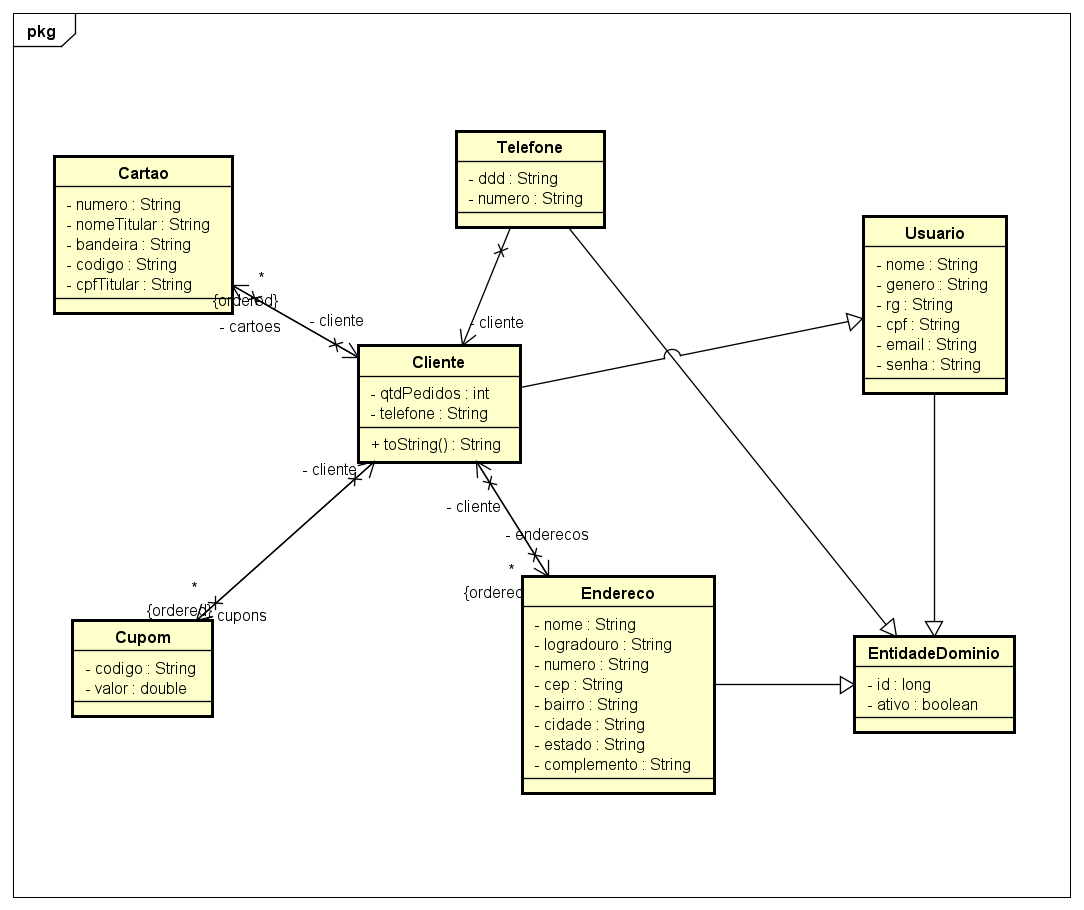 pkg
Cartao
- numero : String
- nomeTitular : String
- bandeira : String
- codigo : String
- cpfTitular : String
*
{ordered}
- cartoes
- cliente
Telefone
- ddd : String
- numero : String
- cliente
Usuario
- nome : String
- genero : String
- rg : String
- cpf : String
- email : String
- senha : String
Cliente
- qtdPedidos : int
- telefone : String
+ toString() : String
- cliente
- cliente
- enderecos
*
{ordered
*
{ordered}
- cupons
Cupom
- codigo : String
- valor : double
Endereco
- nome : String
- logradouro : String
- numero : String
- cep : String
- bairro : String
- cidade : String
- estado : String
- complemento : String
EntidadeDominio
- id : long
- ativo : boolean